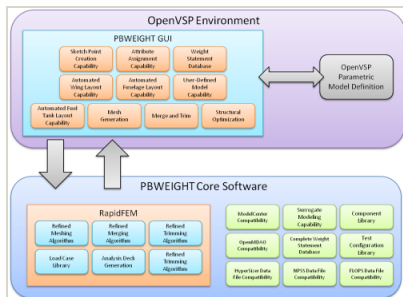 OpenVSP Environment
PBWEIGHT GUI
Sketch Point
Creation
Capability
Attribute
Assignment
Capability
Weight
Statement
Database
Automated
Wing Layout
Capability
Automated
Fuselage Layout
Capability
User-Defined
Model
Capability
Automated Fuel
Tank Layout
Capability
Mesh
Generation
Merge and Trim
Structural
Optimization
OpenVSP
Parametric
Model Definition
PBWEIGHT Core Software
RapidFEM
Refined
Meshing
Algorithm
Refined
Merging
Algorithm
Refined
Trimming
Algorithm
Load Case
Library
Analysis Deck
Generation
Refined
Trimming
Algorithm
ModelCenter
Compatibility
Surrogate
Modeling
Capability
Component
Library
OpenMDAO
Compatibility
Complete Weight
Statement
Database
Test
Configuration
Library
HyperSizer Data
File Compatibility
NPSS Data File
Compatibility
FLOPS Data File
Compatibility